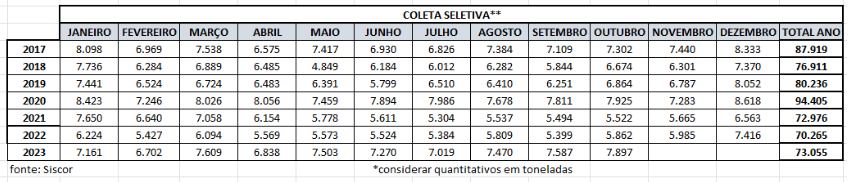 COLETA SELETIVA**
JANEIRO FEVEREIRO MARÇO ABRIL MAIO JUNHO JULHO AGOSTO SETEMBRO OUTUBRO NOVEMBRO DEZEMBRO TOTAL ANO
2017 8.098 6.969 7.538 6.575 7.417 6.930 6.826 7.384 7.109 7.302 7.440 8.333 87.919
2018 7.736 6.284 6.889 6.485 4.849 6.184 6.012 6.282 5.844 6.674 6.301 7.370 76.911
2019 7.441 6.524 6.724 6.483 6.391 5.799 6.510 6.410 6.251 6.864 6.787 8.052 80.236
2020 8.423 7.246 8.026 8.056 7.459 7.894 7.986 7.678 7.811 7.925 7.283 8.618 94.405
2021 7.650 6.640 7.058 6.154 5.778 5.611 5.304 5.537 5.494 5.522 5.665 6.563 72.976
2022 6.224 5.427 6.094 5.569 5.573 5.524 5.384 5.809 5.399 5.862 5.985 7.416 70.265
2023 7.161 6.702 7.609 6.838 7.503 7.270 7.019 7.470 7.587 7.897 73.055
fonte: Siscor *considerar quantitativos em toneladas